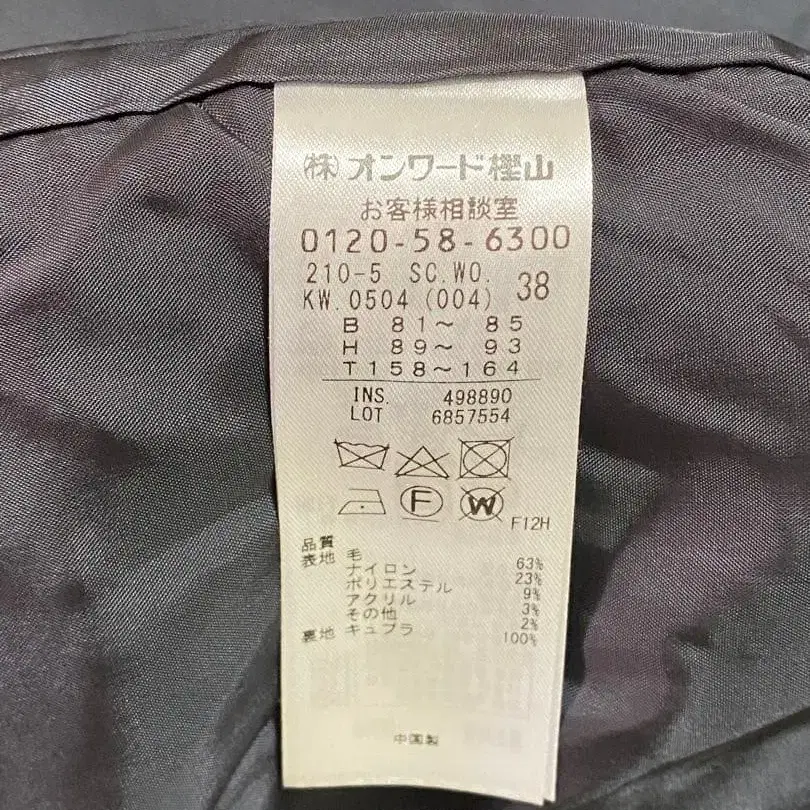 (株)オンワード樫山
お客様相談室
0120-58-6300
210-5 SC.WO.
KW.0504 (004) 38
B 81～ 85
H 89～ 93
T158～164
INS. 498890
LOT 6857554
F W F12H
品質
表地 毛 63%
ナイロン 23%
ポリエステル 9%
アクリル 3%
その他 2%
裏地 キュプラ 100%
中国製